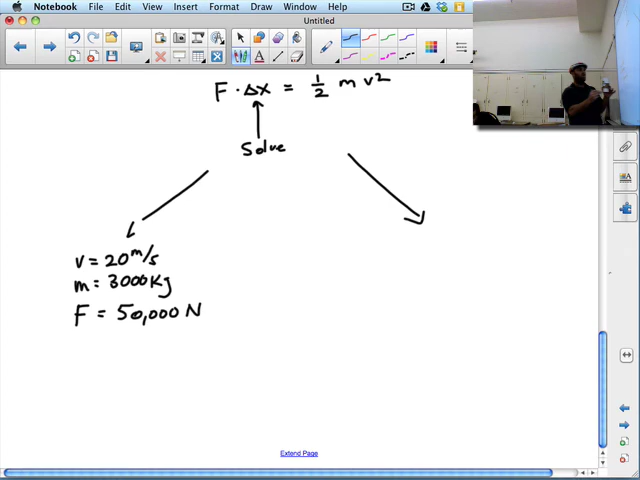 Notebook File Edit View Insert Format Draw Window Help
Untitled
F · Δx = 1/2 m v²
Solve
v = 20 m/s
m = 3000 Kg
F = 50,000 N
Extend Page